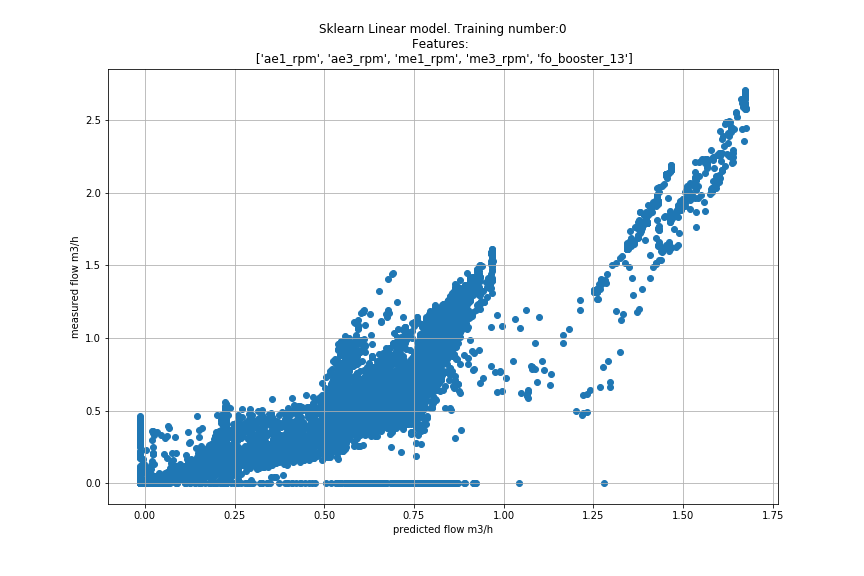 Sklearn Linear model. Training number:0
Features:
['ae1_rpm', 'ae3_rpm', 'me1_rpm', 'me3_rpm', 'fo_booster_13']
2.5
2.0
1.5
1.0
0.5
0.0
measured flow m3/h
0.00 0.25 0.50 0.75 1.00 1.25 1.50 1.75
predicted flow m3/h